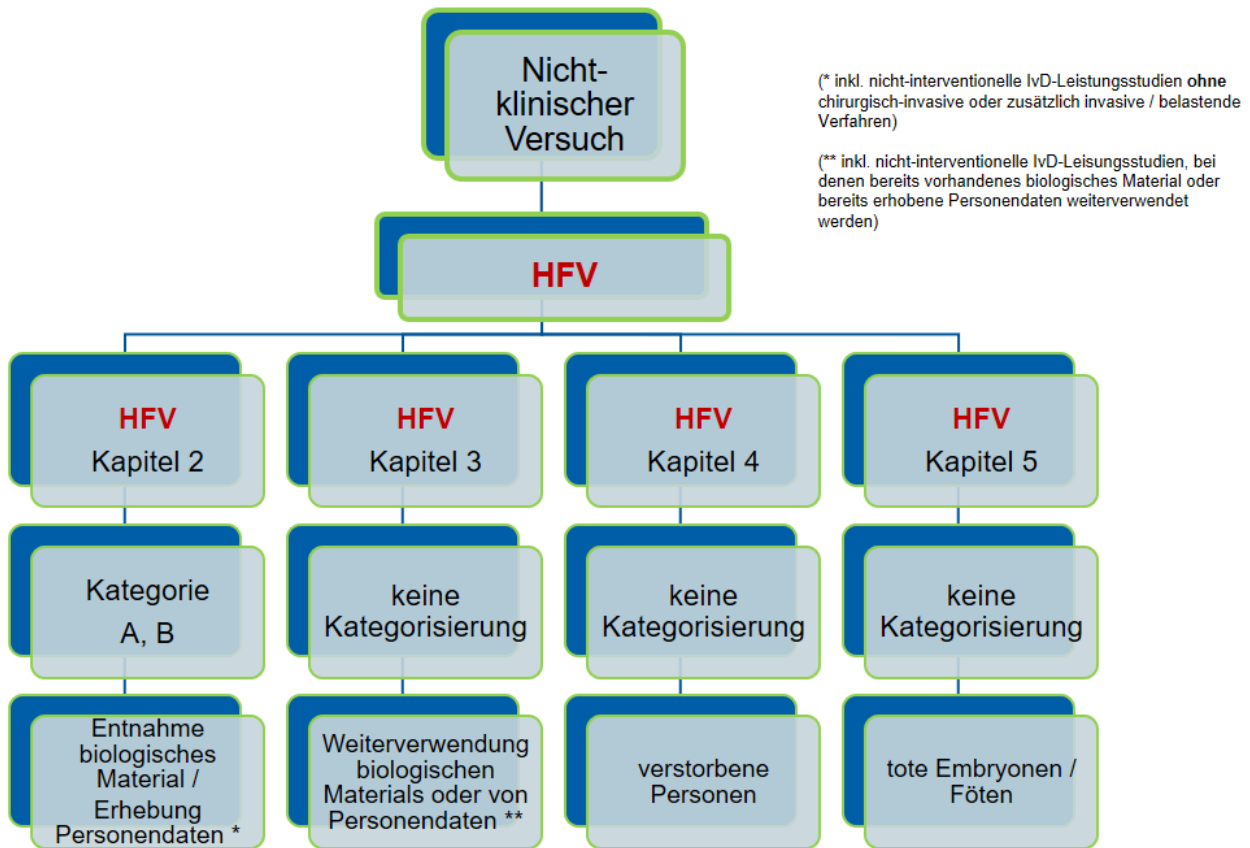 Nicht-
klinischer
Versuch
(* inkl. nicht-interventionelle IvD-Leistungsstudien ohne
chirurgisch-invasive oder zusätzlich invasive / belastende
Verfahren)
(** inkl. nicht-interventionelle IvD-Leisungsstudien, bei
denen bereits vorhandenes biologisches Material oder
bereits erhobene Personendaten weiterverwendet
werden)
HFV
HFV
Kapitel 2
HFV
Kapitel 3
HFV
Kapitel 4
HFV
Kapitel 5
Kategorie
A, B
keine
Kategorisierung
keine
Kategorisierung
keine
Kategorisierung
Entnahme
biologisches
Material /
Erhebung
Personendaten *
Weiterverwendung
biologischen
Materials oder von
Personendaten **
verstorbene
Personen
tote Embryonen /
Föten